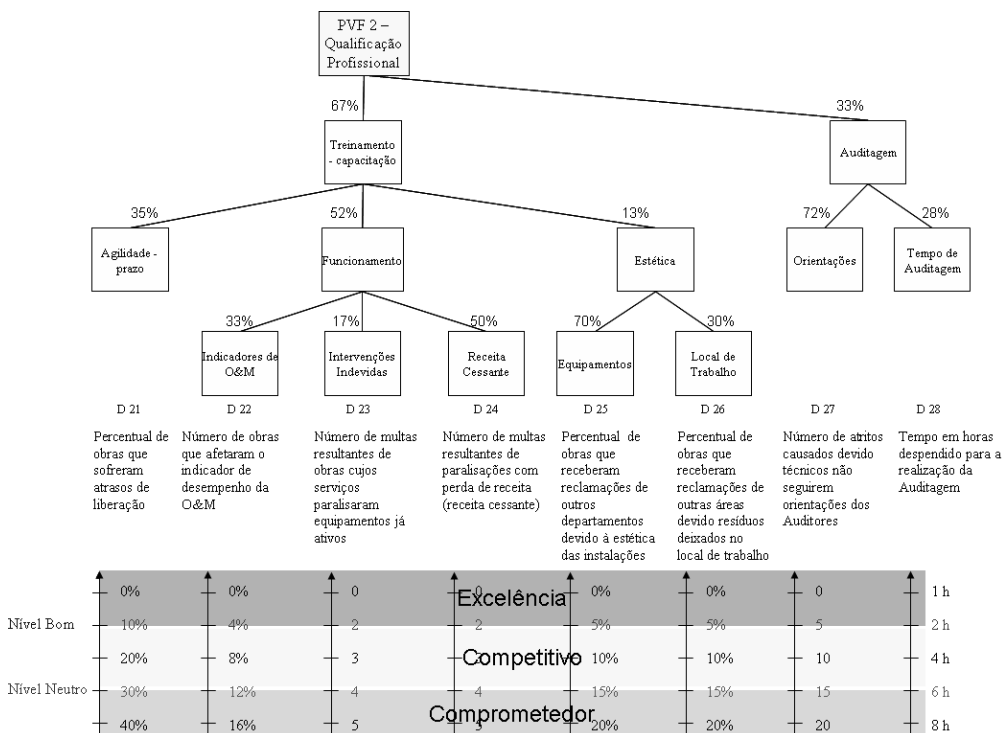 PVF 2 –
Qualificação
Profissional
67%
33%
Treinamento
- capacitação
Auditagem
35%
52%
13%
72%
28%
Agilidade -
prazo
Funcionamento
Estética
Orientações
Tempo de
Auditagem
33%
17%
50%
70%
30%
Indicadores de
O&M
Intervenções
Indevidas
Receita
Cessante
Equipamentos
Local de
Trabalho
D 21
D 22
D 23
D 24
D 25
D 26
D 27
D 28
Percentual de
obras que
sofreram
atrasos de
liberação
Número de obras
que afetaram o
indicador de
desempenho da
O&M
Número de multas
resultantes de
obras cujos
serviços
paralisaram
equipamentos já
ativos
Número de multas
resultantes de
paralisações com
perda de receita
(receita cessante)
Percentual de
obras que
receberam
reclamações de
outros
departamentos
devido à estética
das instalações
Percentual de
obras que
receberam
reclamações de
outras áreas
devido resíduos
deixados no
local de trabalho
Número de atritos
causados devido
técnicos não
seguirem
orientações dos
Auditores
Tempo em horas
despendido para a
realização da
Auditagem
0% 0% 0 0 0% 0% 0 1 h
Excelência
Nível Bom 10% 4% 2 2 5% 5% 5 2 h
20% 8% 3 Competitivo 10% 10% 10 4 h
Nível Neutro 30% 12% 4 4 15% 15% 15 6 h
Comprometedor
40% 16% 5 20% 20% 20 8 h